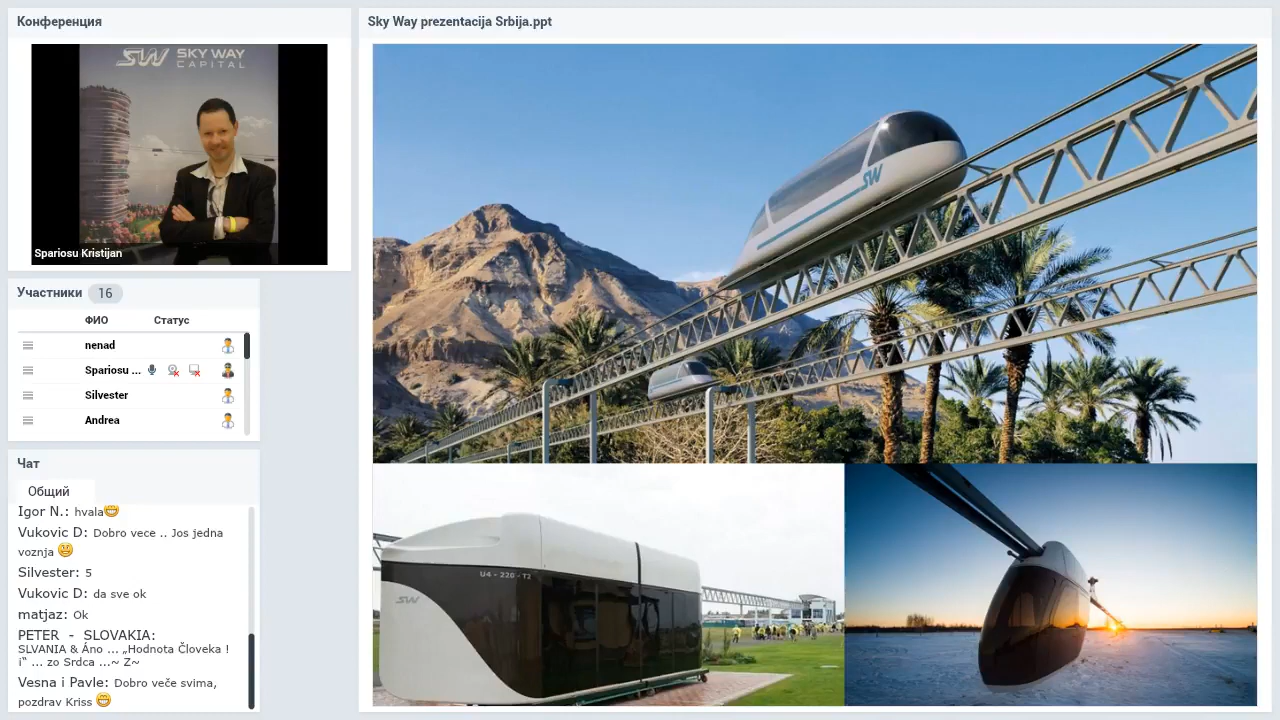 Конференция
SW SKY WAY
CAPITAL
Spariosu Kristijan
Участники 16
ФИО Статус
nenad
Spariosu ...
Silvester
Andrea
Чат
Общий
Igor N.: hvala
Vukovic D: Dobro vece .. Jos jedna
voznja
Silvester: 5
Vukovic D: da sve ok
matjaz: Ok
PETER - SLOVAKIA:
SLVANIA & Áno ... „Hodnota Človeka !
i“ ... zo Srdca ...~ Z~
Vesna i Pavle: Dobro veče svima,
pozdrav Kriss
Sky Way prezentacija Srbija.ppt
SW
U4 - 220 - T2
SW